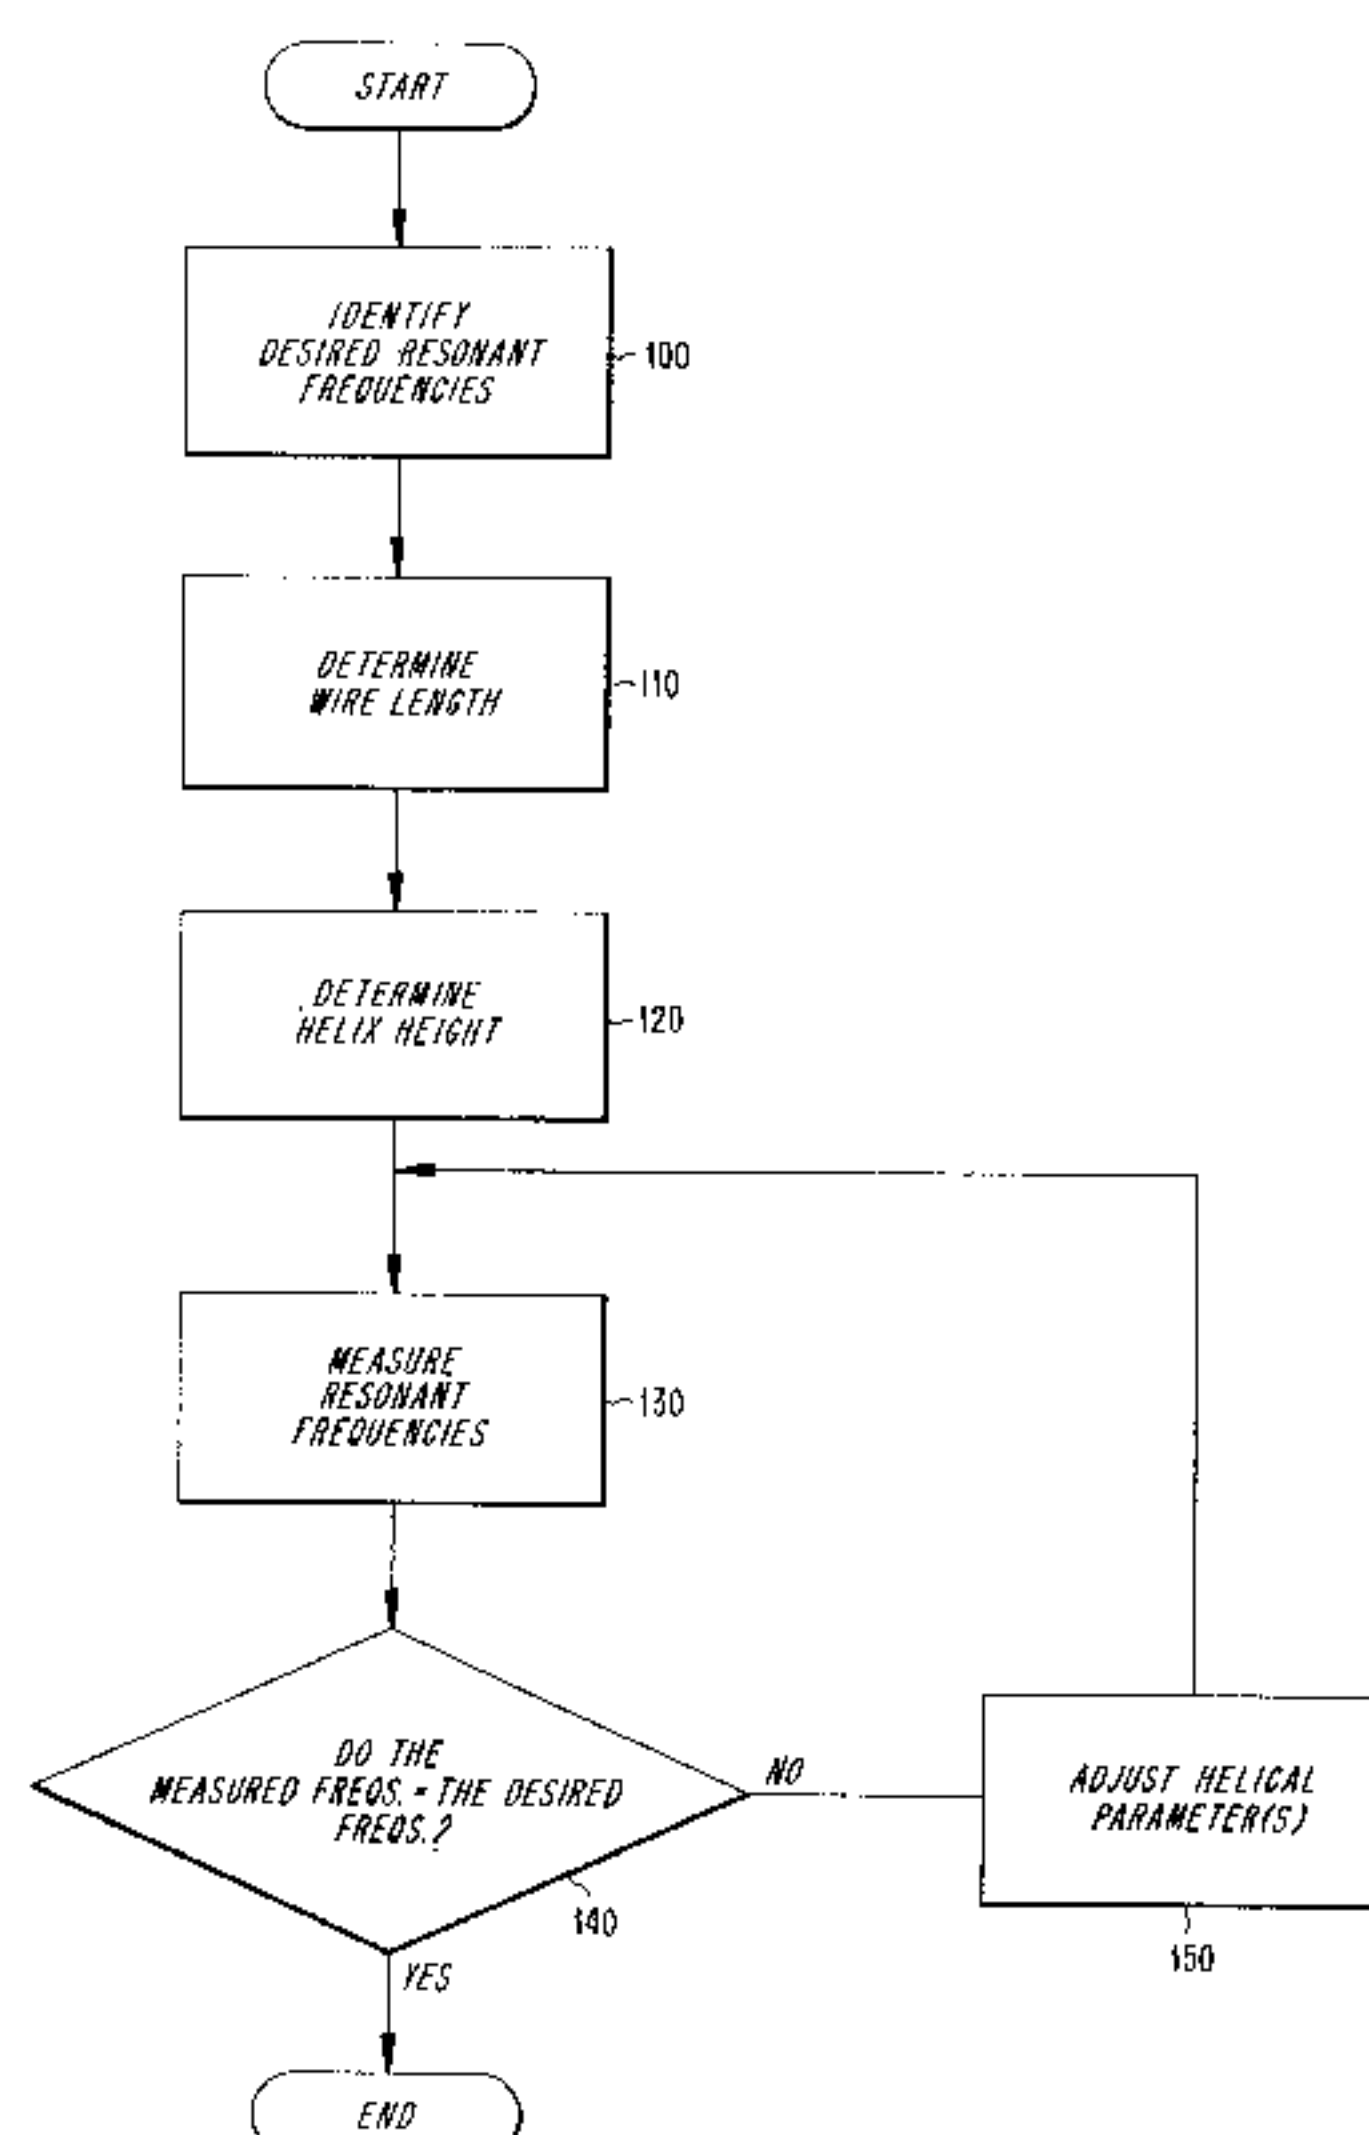 START
IDENTIFY
DESIRED RESONANT
FREQUENCIES
100
DETERMINE
WIRE LENGTH
110
DETERMINE
HELIX HEIGHT
120
MEASURE
RESONANT
FREQUENCIES
130
DO THE
MEASURED FREQS. = THE DESIRED
FREQS.?
NO
140
ADJUST HELICAL
PARAMETER(S)
150
YES
END